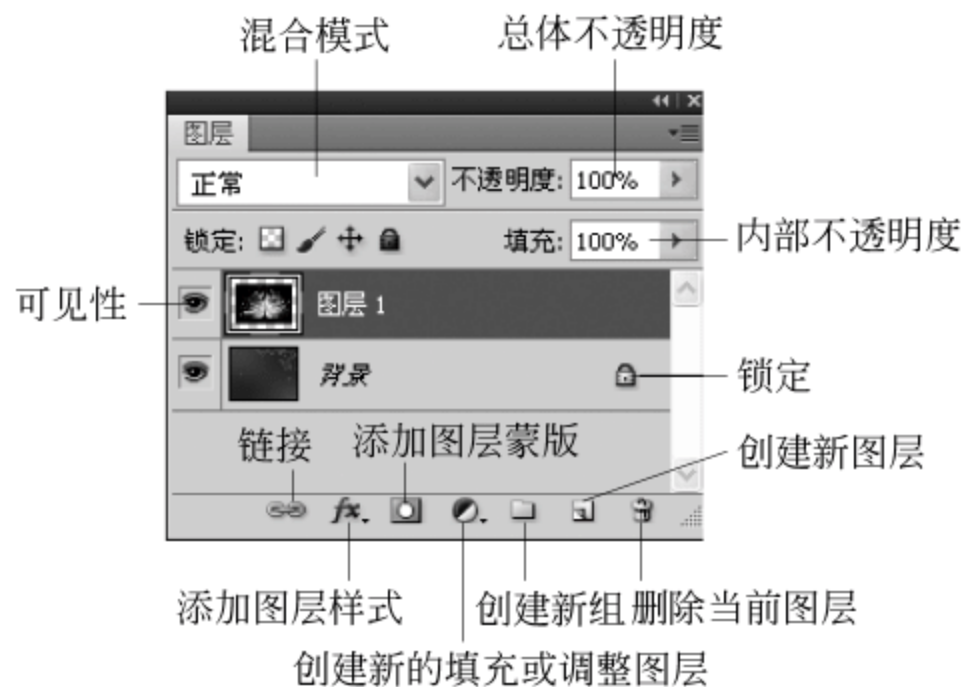 混合模式
总体不透明度
图层
正常
不透明度: 100%
锁定:
填充: 100%
内部不透明度
可见性
图层 1
背景
锁定
链接
添加图层蒙版
创建新图层
fx
添加图层样式
创建新组
删除当前图层
创建新的填充或调整图层